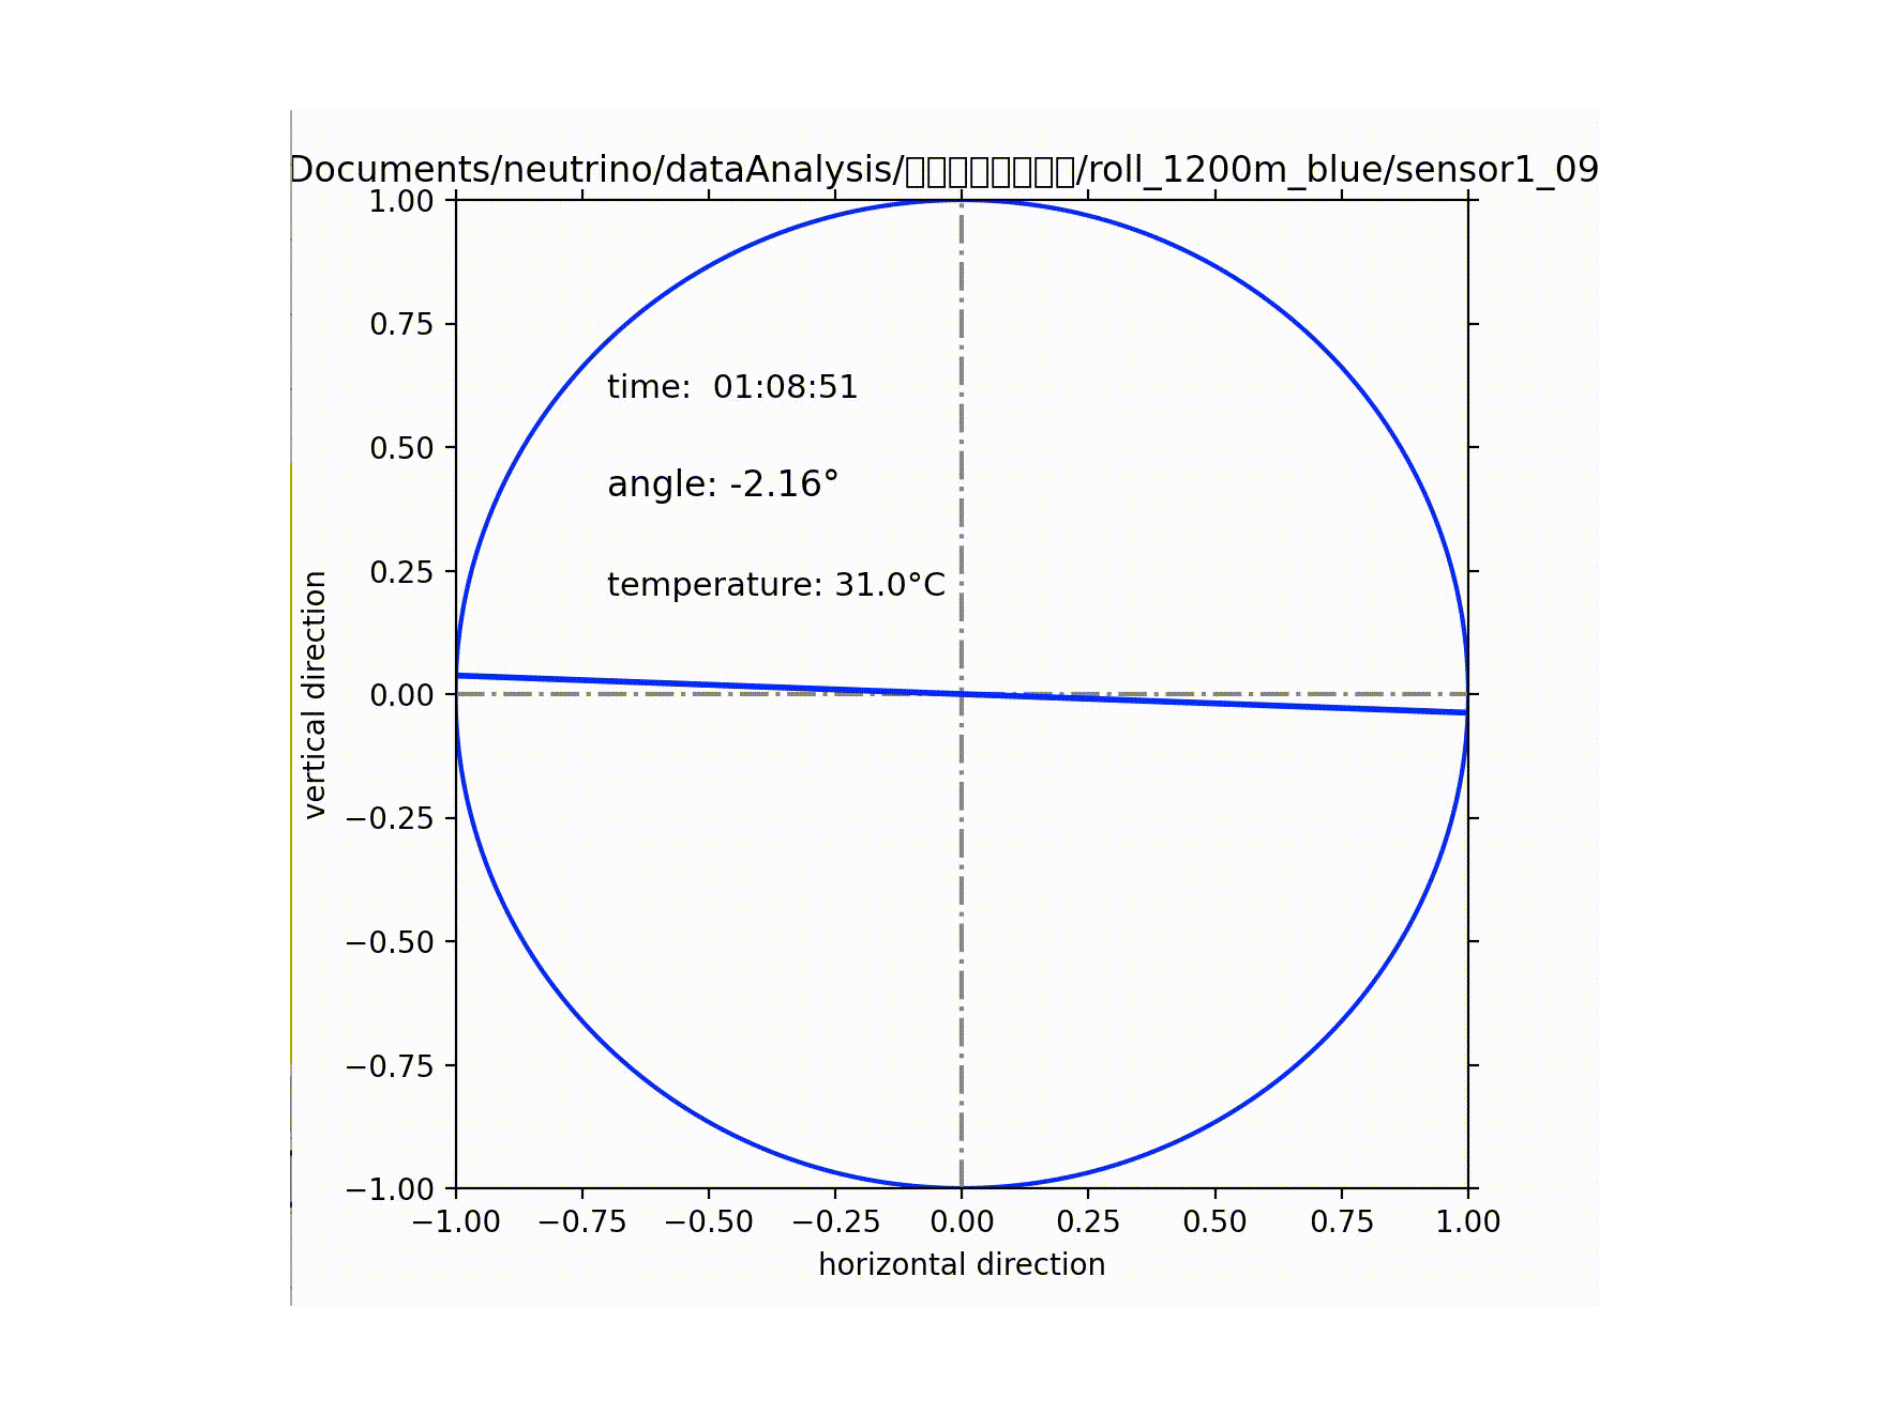 Documents/neutrino/dataAnalysis/□□□□□□□□/roll_1200m_blue/sensor1_09
1.00
0.75
time:  01:08:51
0.50
angle: -2.16°
0.25
temperature: 31.0°C
vertical direction
0.00
−0.25
−0.50
−0.75
−1.00
−1.00 −0.75 −0.50 −0.25 0.00 0.25 0.50 0.75 1.00
horizontal direction